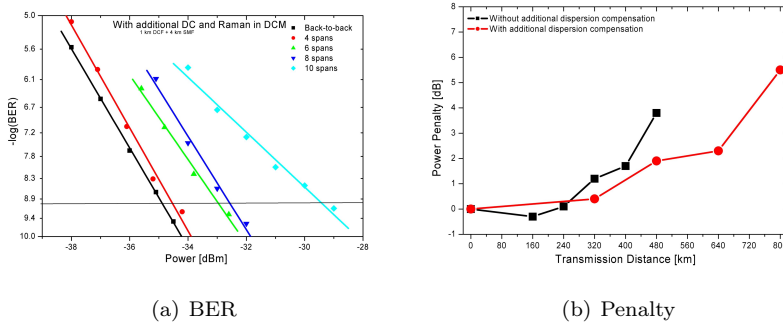 With additional DC and Raman in DCM
1 km DCF + 4 km SMF
Back-to-back
4 spans
6 spans
8 spans
10 spans
-log(BER)
5.0
5.6
6.1
6.7
7.2
7.8
8.3
8.9
9.4
10.0
-38
-36
-34
-32
-30
-28
Power [dBm]
(a) BER
Without additional dispersion compensation
With additional dispersion compensation
Power Penalty [dB]
8
7
6
5
4
3
2
1
0
-1
0
80
160
240
320
400
480
560
640
720
80
Transmission Distance [km]
(b) Penalty